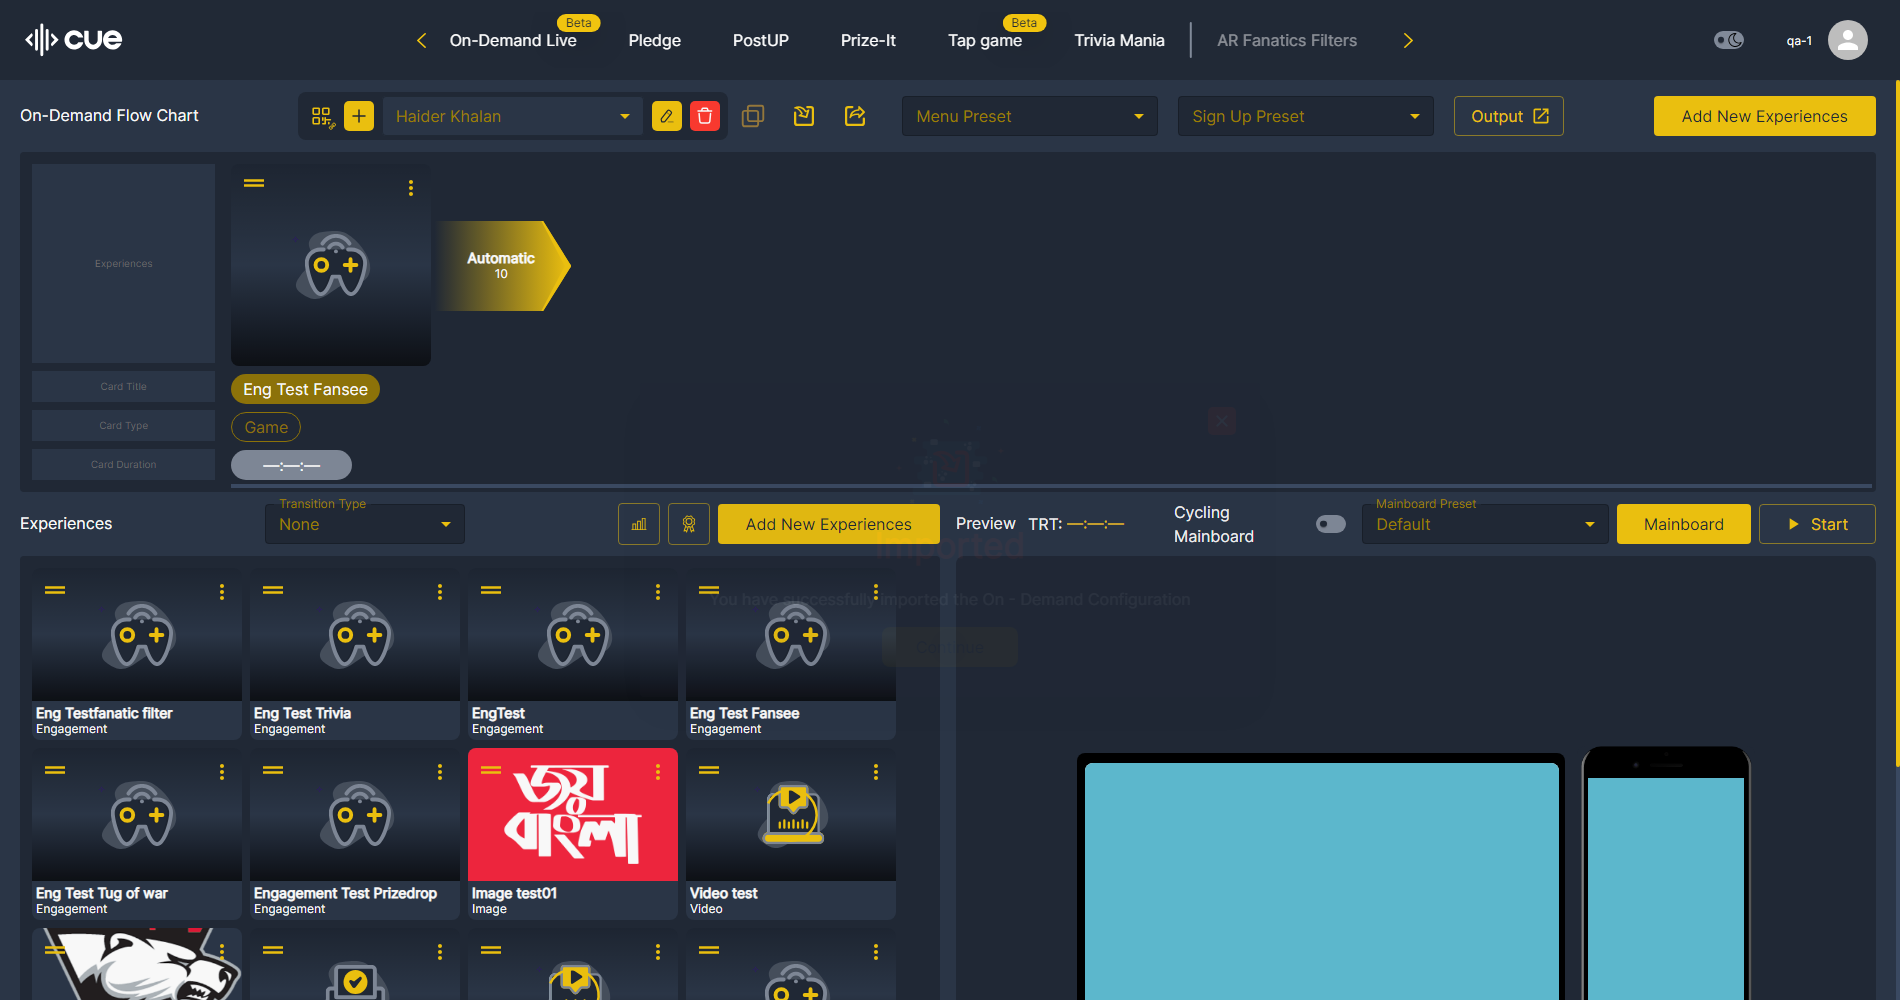 cue
On-Demand Live
Beta
Pledge
PostUP
Prize-It
Tap game
Beta
Trivia Mania
AR Fanatics Filters
qa-1
On-Demand Flow Chart
Haider Khalan
Menu Preset
Sign Up Preset
Output
Add New Experiences
Experiences
Automatic
10
Card Title
Eng Test Fansee
Card Type
Game
Card Duration
—:—:—
Experiences
Transition Type
None
Add New Experiences
Preview
TRT: —:—:—
Cycling
Mainboard
Mainboard Preset
Default
Mainboard
Start
Imported
You have successfully imported the On - Demand Configuration
Continue
Eng Testfanatic filter
Engagement
Eng Test Trivia
Engagement
EngTest
Engagement
Eng Test Fansee
Engagement
জয়
বাংলা
Eng Test Tug of war
Engagement
Engagement Test Prizedrop
Engagement
Image test01
Image
Video test
Video